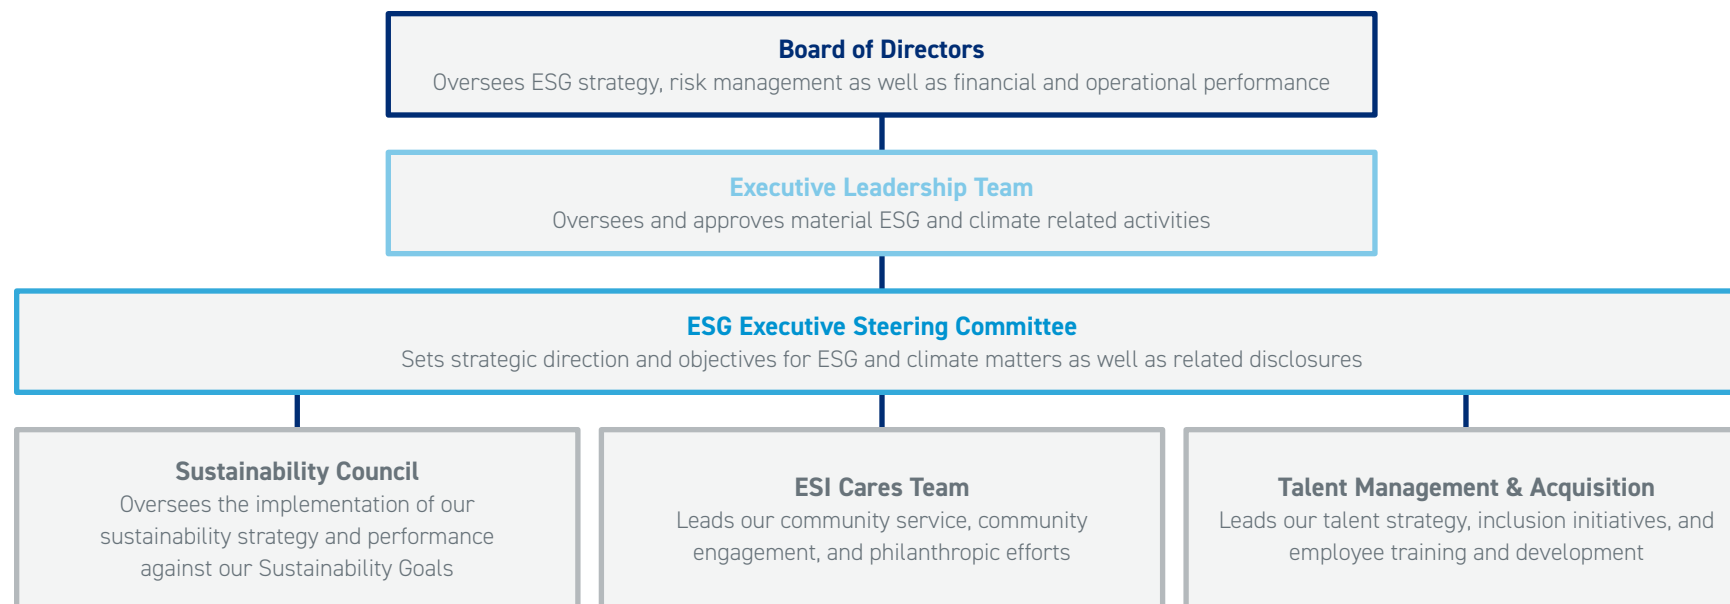 Board of Directors
Oversees ESG strategy, risk management as well as financial and operational performance
Executive Leadership Team
Oversees and approves material ESG and climate related activities
ESG Executive Steering Committee
Sets strategic direction and objectives for ESG and climate matters as well as related disclosures
Sustainability Council
Oversees the implementation of our
sustainability strategy and performance
against our Sustainability Goals
ESI Cares Team
Leads our community service, community
engagement, and philanthropic efforts
Talent Management & Acquisition
Leads our talent strategy, inclusion initiatives, and
employee training and development